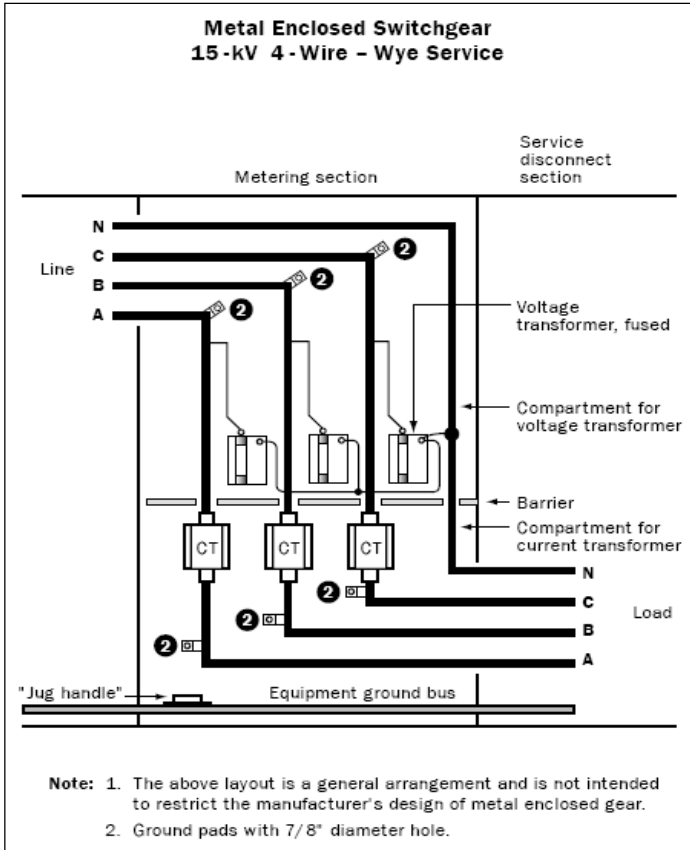 Metal Enclosed Switchgear
15-kV 4-Wire – Wye Service
Service
disconnect
section
Metering section
N
C
B
A
Line
2
2
2
Voltage
transformer, fused
Compartment for
voltage transformer
Barrier
Compartment for
current transformer
CT
CT
CT
2
2
2
N
C
B
A
Load
"Jug handle"
Equipment ground bus
Note: 1. The above layout is a general arrangement and is not intended
to restrict the manufacturer's design of metal enclosed gear.
2. Ground pads with 7/8" diameter hole.